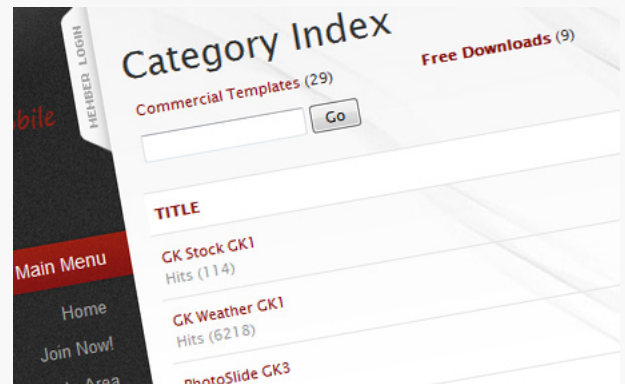 Category Index
MEMBER LOGIN
Commercial Templates (29)
Free Downloads (9)
Go
TITLE
GK Stock GK1
Hits (114)
GK Weather GK1
Hits (6218)
PhotoSlide GK3
Main Menu
Home
Join Now!
Area